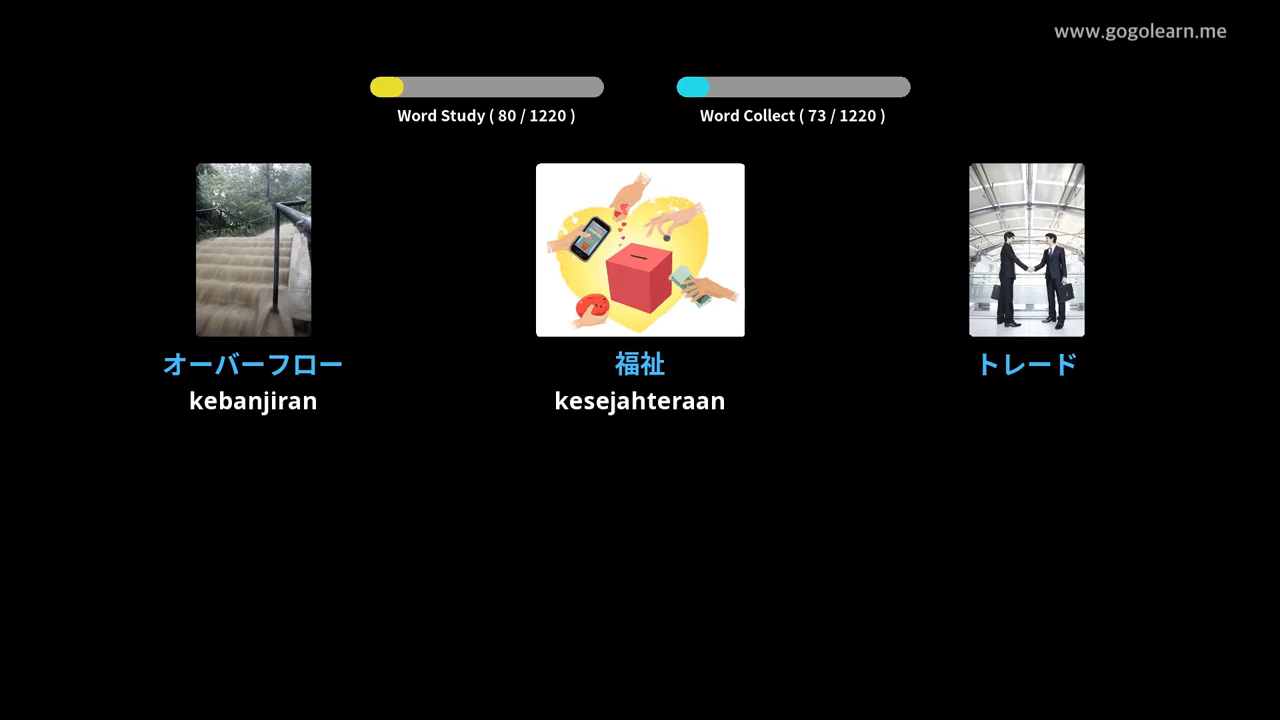 www.gogolearn.me
Word Study ( 80 / 1220 )
Word Collect ( 73 / 1220 )
オーバーフロー
kebanjiran
福祉
kesejahteraan
トレード